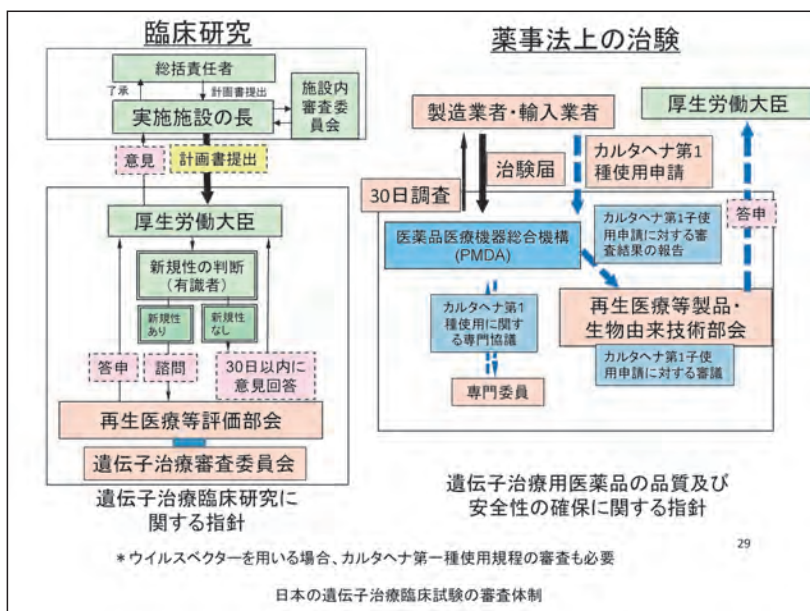 臨床研究
総括責任者
了承
計画書提出
実施施設の長
施設内
審査委
員会
意見
計画書提出
厚生労働大臣
新規性の判断
(有識者)
新規性
あり
新規性
なし
答申
諮問
30日以内に
意見回答
再生医療等評価部会
遺伝子治療審査委員会
遺伝子治療臨床研究に
関する指針
薬事法上の治験
製造業者・輸入業者
厚生労働大臣
治験届
カルタヘナ第1
種使用申請
30日調査
医薬品医療機器総合機構
(PMDA)
カルタヘナ第1子使
用申請に対する審
査結果の報告
答申
カルタヘナ第1
種使用に関す
る専門協議
再生医療等製品・
生物由来技術部会
カルタヘナ第1子使
用申請に対する審議
専門委員
遺伝子治療用医薬品の品質及び
安全性の確保に関する指針
29
*ウイルスベクターを用いる場合、カルタヘナ第一種使用規程の審査も必要
日本の遺伝子治療臨床試験の審査体制